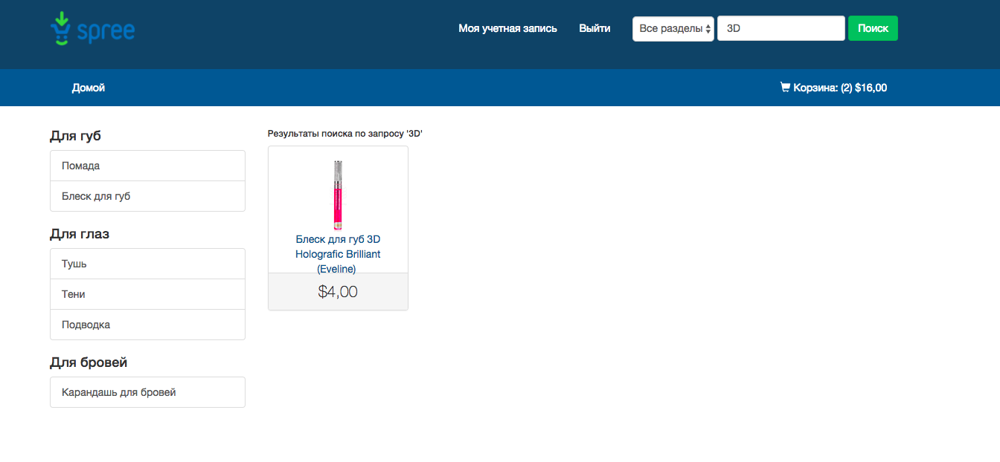 spree
Моя учетная запись
Выйти
Все разделы
3D
Поиск
Домой
Корзина: (2) $16,00
Для губ
Помада
Блеск для губ
Для глаз
Тушь
Тени
Подводка
Для бровей
Карандашь для бровей
Результаты поиска по запросу '3D'
Блеск для губ 3D
Holografic Brilliant
(Eveline)
$4,00